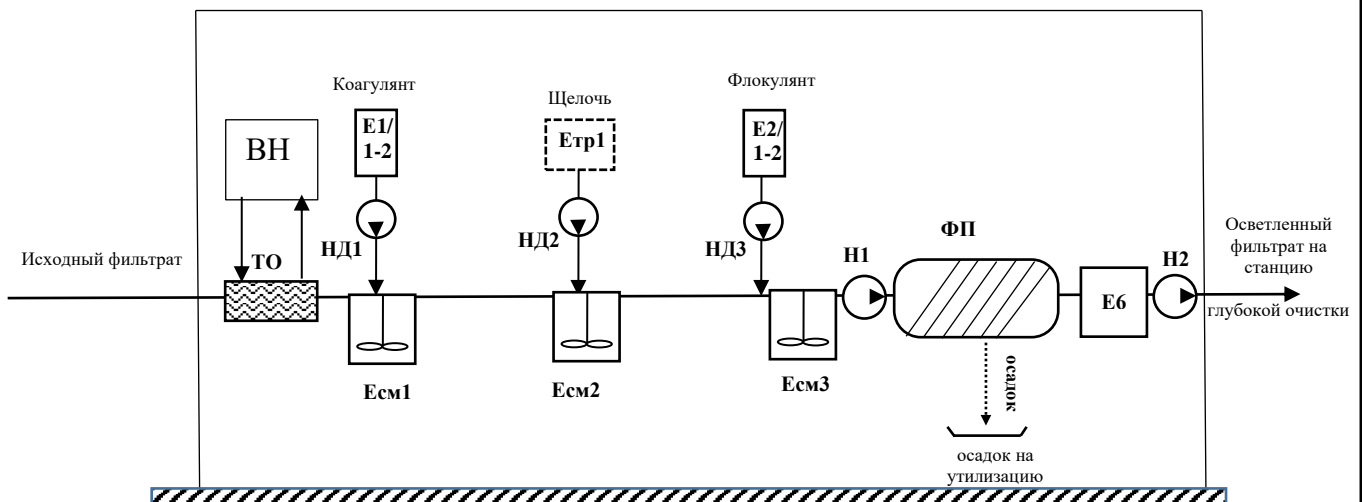 Коагулянт
Щелочь
Флокулянт
ВН
Е1/
1-2
Етр1
Е2/
1-2
НД1
НД2
НД3
Исходный фильтрат
ТО
Н1
ФП
Н2
Осветленный
фильтрат на
станцию
глубокой очистки
Е6
Есм1
Есм2
Есм3
осадок
осадок на
утилизацию